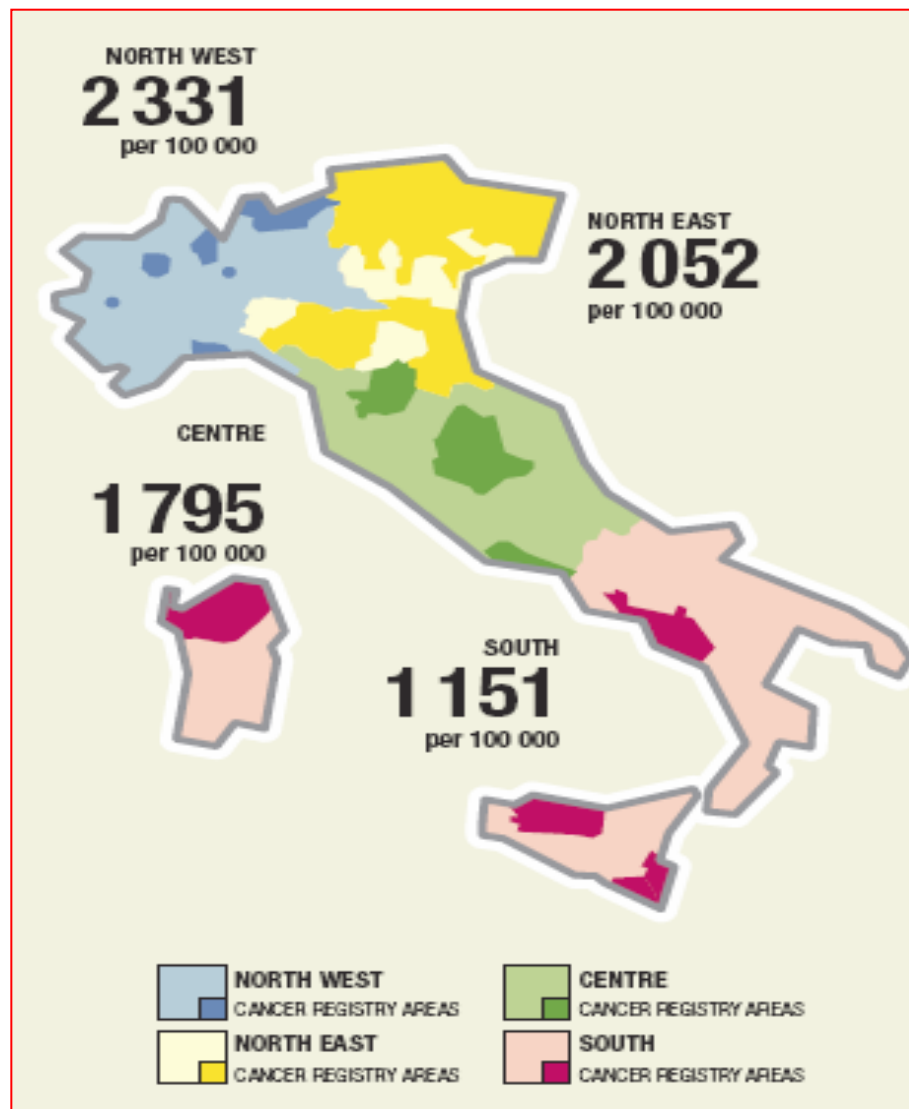 NORTH WEST
2 331
per 100 000
NORTH EAST
2 052
per 100 000
CENTRE
1 795
per 100 000
SOUTH
1 151
per 100 000
NORTH WEST
CANCER REGISTRY AREAS
NORTH EAST
CANCER REGISTRY AREAS
CENTRE
CANCER REGISTRY AREAS
SOUTH
CANCER REGISTRY AREAS